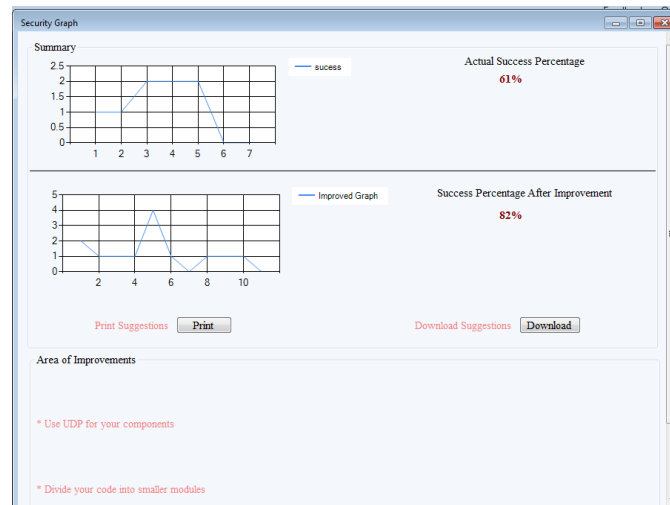 Security Graph
Summary
2.5
2
1.5
1
0.5
0
1 2 3 4 5 6 7
sucess
Actual Success Percentage
61%
5
4
3
2
1
0
2 4 6 8 10
Improved Graph
Success Percentage After Improvement
82%
Print Suggestions Print
Download Suggestions Download
Area of Improvements
* Use UDP for your components
* Divide your code into smaller modules